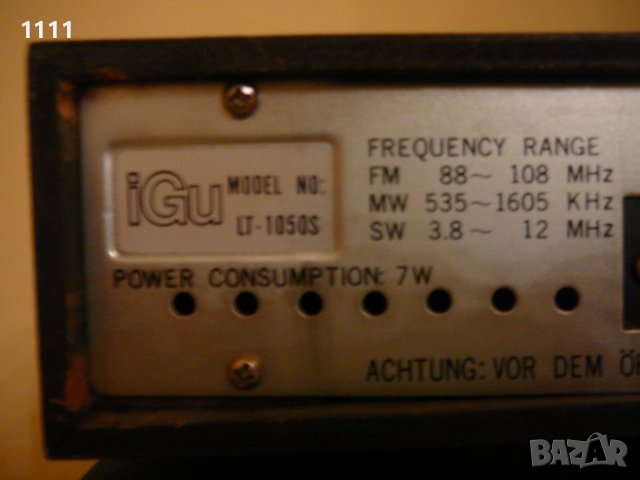 1111
iGu MODEL NO:
LT-1050S
FREQUENCY RANGE
FM 88~ 108 MHz
MW 535~1605 KHz
SW 3.8~ 12 MHz
POWER CONSUMPTION: 7W
ACHTUNG: VOR DEM
BAZAR